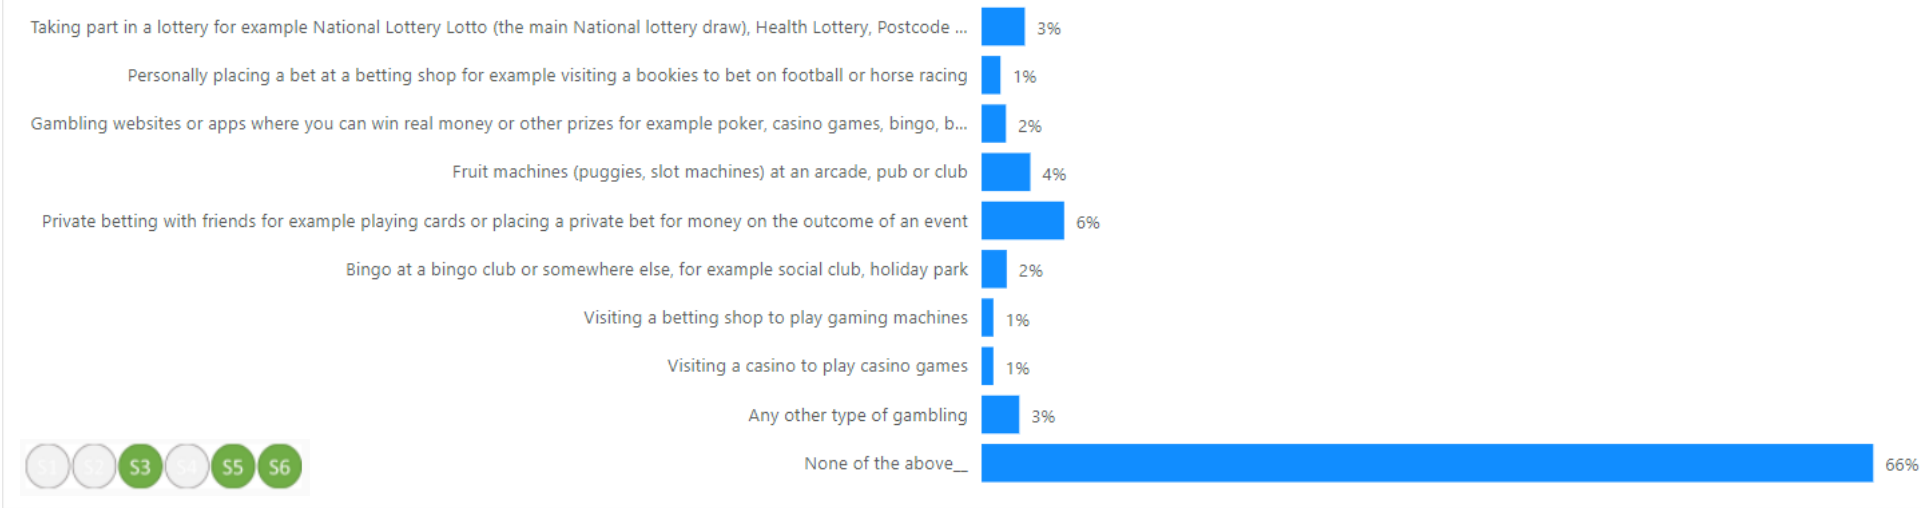 Taking part in a lottery for example National Lottery Lotto (the main National lottery draw), Health Lottery, Postcode ... 3%
Personally placing a bet at a betting shop for example visiting a bookies to bet on football or horse racing 1%
Gambling websites or apps where you can win real money or other prizes for example poker, casino games, bingo, b... 2%
Fruit machines (puggies, slot machines) at an arcade, pub or club 4%
Private betting with friends for example playing cards or placing a private bet for money on the outcome of an event 6%
Bingo at a bingo club or somewhere else, for example social club, holiday park 2%
Visiting a betting shop to play gaming machines 1%
Visiting a casino to play casino games 1%
Any other type of gambling 3%
None of the above__ 66%
S1 S2 S3 S4 S5 S6